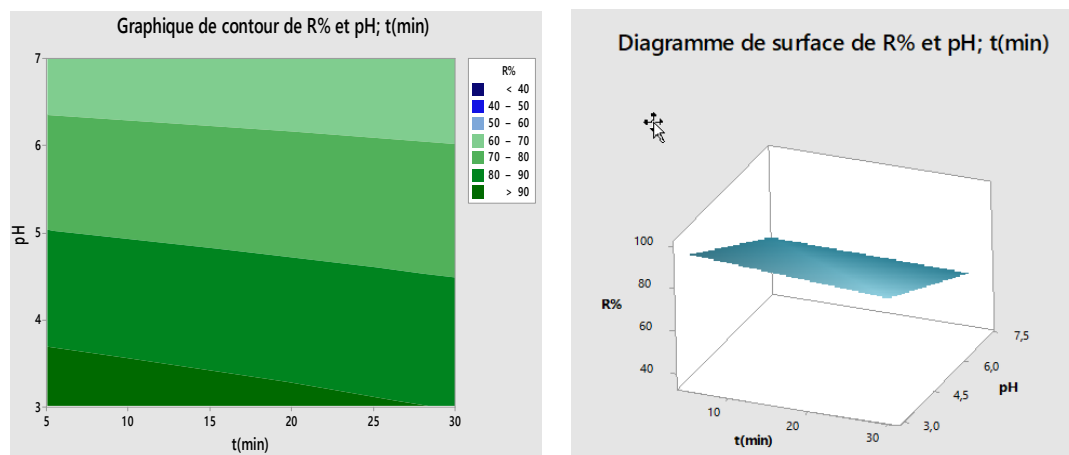 Graphique de contour de R% et pH; t(min)
7
6
5
4
3
pH
5
10
15
20
25
30
t(min)
R%
< 40
40 – 50
50 – 60
60 – 70
70 – 80
80 – 90
> 90
Diagramme de surface de R% et pH; t(min)
100
80
60
40
R%
10
20
30
t(min)
3,0
4,5
6,0
7,5
pH